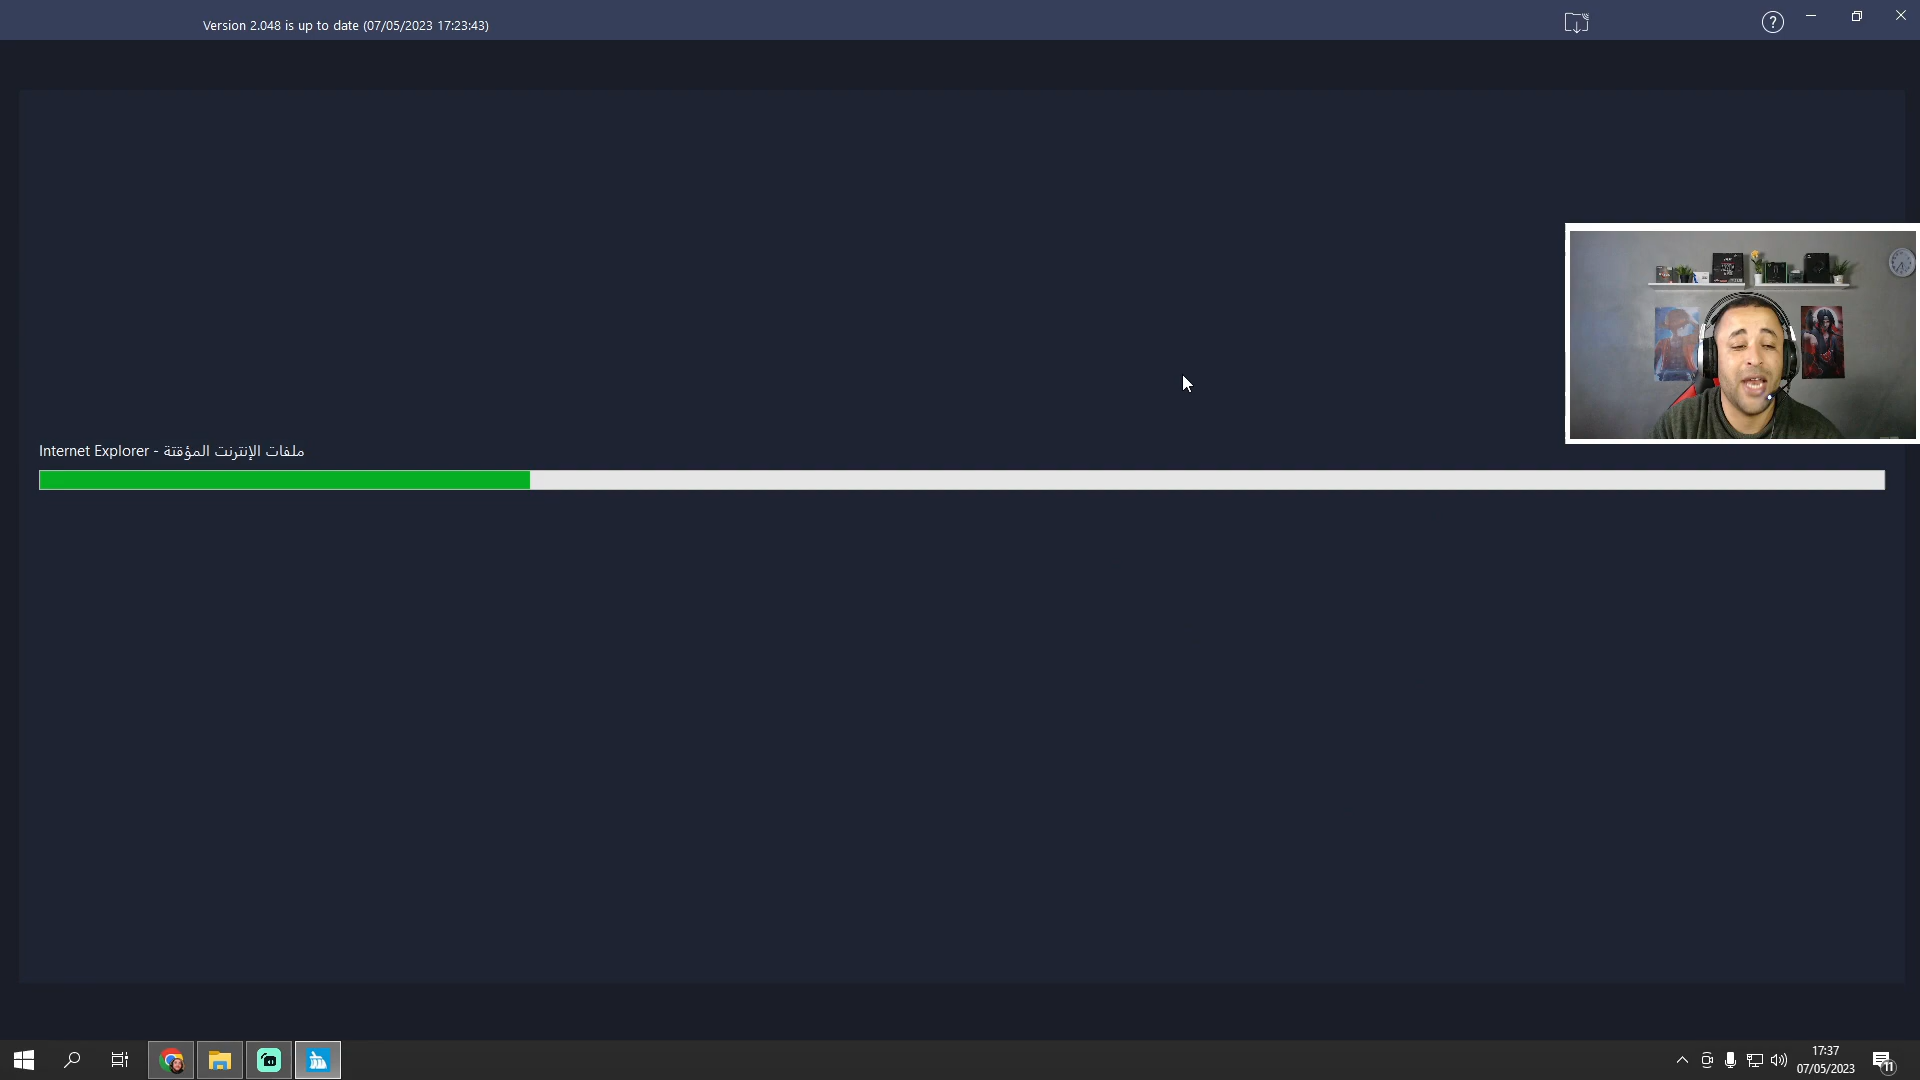 Version 2.048 is up to date (07/05/2023 17:23:43)
Internet Explorer - ملفات الإنترنت المؤقتة
17:37
07/05/2023
11